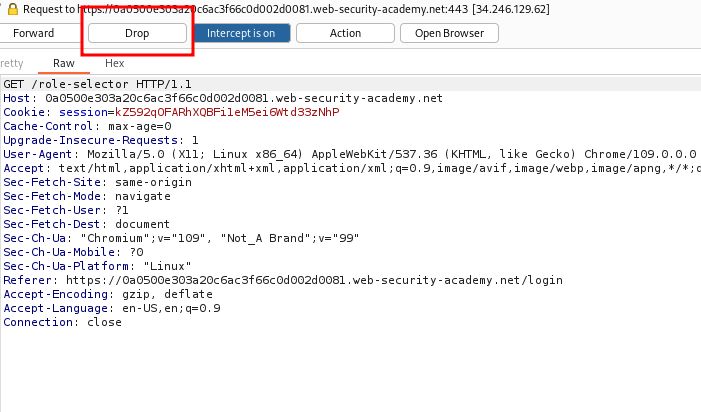 Request to https://0a0500e303a20c6ac3f66c0d002d0081.web-security-academy.net:443 [34.246.129.62]
Forward Drop Intercept is on Action Open Browser
retty Raw Hex
GET /role-selector HTTP/1.1
Host: 0a0500e303a20c6ac3f66c0d002d0081.web-security-academy.net
Cookie: session=kZ592qOFARhXQBFi1eM5ei6Wtd33zNhP
Cache-Control: max-age=0
Upgrade-Insecure-Requests: 1
User-Agent: Mozilla/5.0 (X11; Linux x86_64) AppleWebKit/537.36 (KHTML, like Gecko) Chrome/109.0.0.0
Accept: text/html,application/xhtml+xml,application/xml;q=0.9,image/avif,image/webp,image/apng,*/*;q
Sec-Fetch-Site: same-origin
Sec-Fetch-Mode: navigate
Sec-Fetch-User: ?1
Sec-Fetch-Dest: document
Sec-Ch-Ua: "Chromium";v="109", "Not_A Brand";v="99"
Sec-Ch-Ua-Mobile: ?0
Sec-Ch-Ua-Platform: "Linux"
Referer: https://0a0500e303a20c6ac3f66c0d002d0081.web-security-academy.net/login
Accept-Encoding: gzip, deflate
Accept-Language: en-US,en;q=0.9
Connection: close